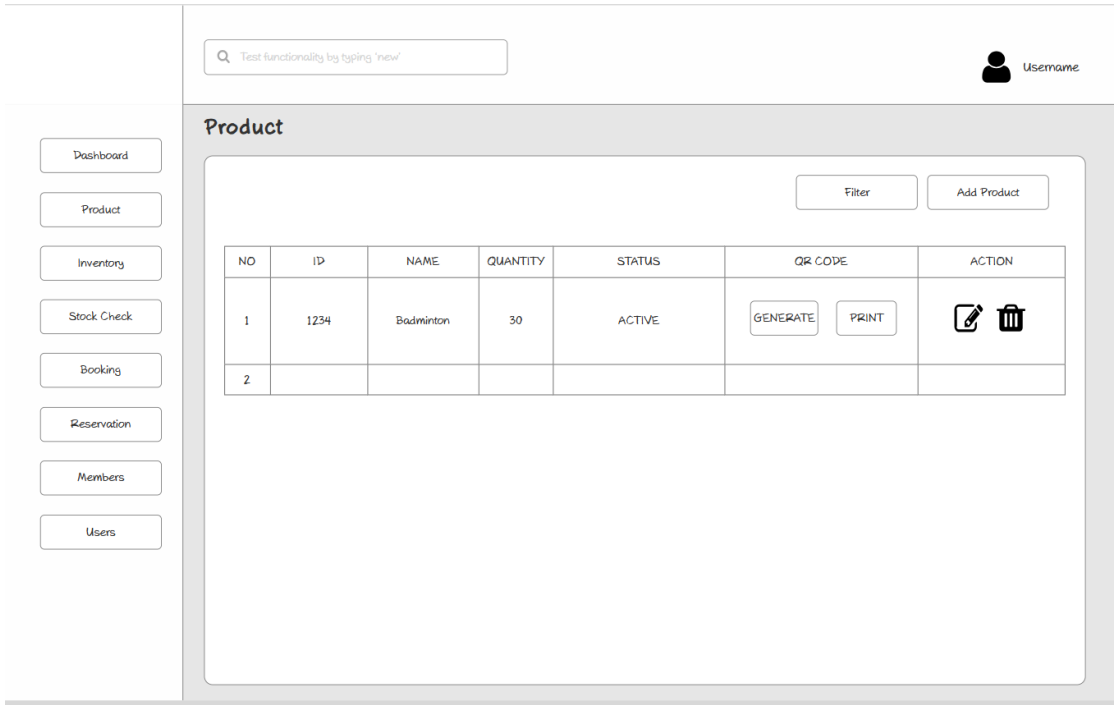 Test functionality by typing 'new'
Username
Product
Dashboard
Product
Inventory
Stock Check
Booking
Reservation
Members
Users
Filter
Add Product
NO ID NAME QUANTITY STATUS QR CODE ACTION
1 1234 Badminton 30 ACTIVE GENERATE PRINT
2